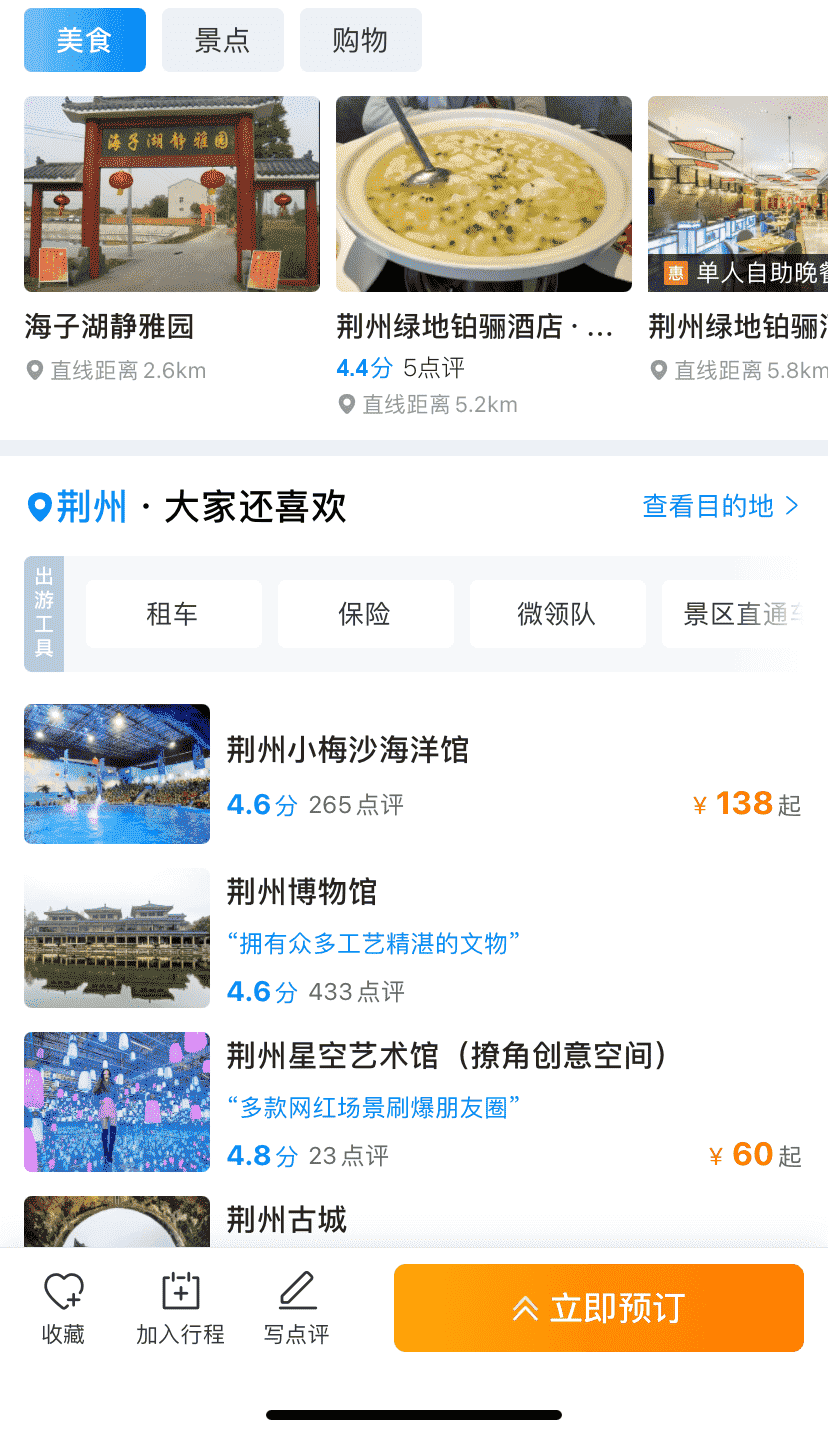 美食
景点
购物
海子湖静雅园
惠 单人自助晚
海子湖静雅园
荆州绿地铂骊酒店·...
荆州绿地铂骊
直线距离2.6km
4.4分 5点评
直线距离5.8km
直线距离5.2km
荆州·大家还喜欢
查看目的地
出游工具
租车
保险
微领队
景区直通
荆州小梅沙海洋馆
4.6分 265点评
¥138起
荆州博物馆
“拥有众多工艺精湛的文物”
4.6分 433点评
荆州星空艺术馆（撩角创意空间）
“多款网红场景刷爆朋友圈”
4.8分 23点评
¥60起
荆州古城
收藏
加入行程
写点评
立即预订